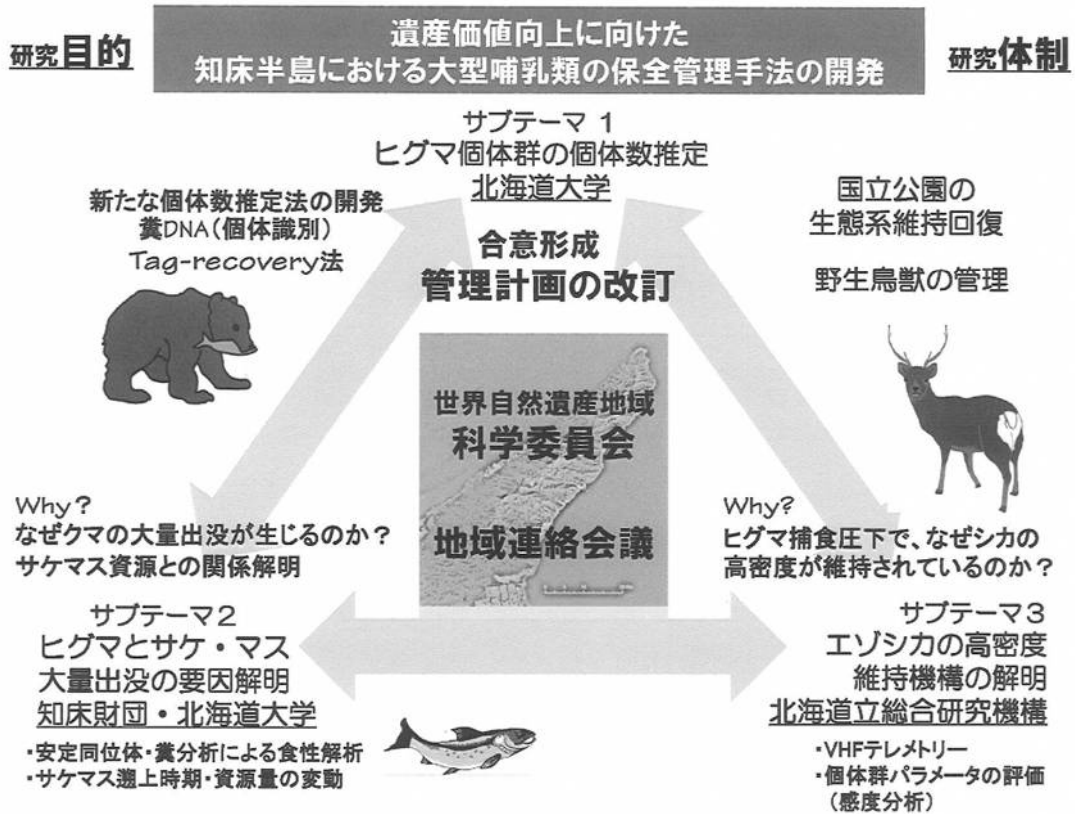 研究目的
遺産価値向上に向けた
知床半島における大型哺乳類の保全管理手法の開発
研究体制
サブテーマ 1
ヒグマ個体群の個体数推定
北海道大学
新たな個体数推定法の開発
糞DNA(個体識別)
Tag-recovery法
合意形成
管理計画の改訂
国立公園の
生態系維持回復
野生鳥獣の管理
世界自然遺産地域
科学委員会
地域連絡会議
Why?
なぜクマの大量出没が生じるのか?
サケマス資源との関係解明
Why?
ヒグマ捕食圧下で、なぜシカの
高密度が維持されているのか?
サブテーマ2
ヒグマとサケ・マス
大量出没の要因解明
知床財団・北海道大学
・安定同位体・糞分析による食性解析
・サケマス遡上時期・資源量の変動
サブテーマ3
エゾシカの高密度
維持機構の解明
北海道立総合研究機構
・VHFテレメトリー
・個体群パラメータの評価
(感度分析)